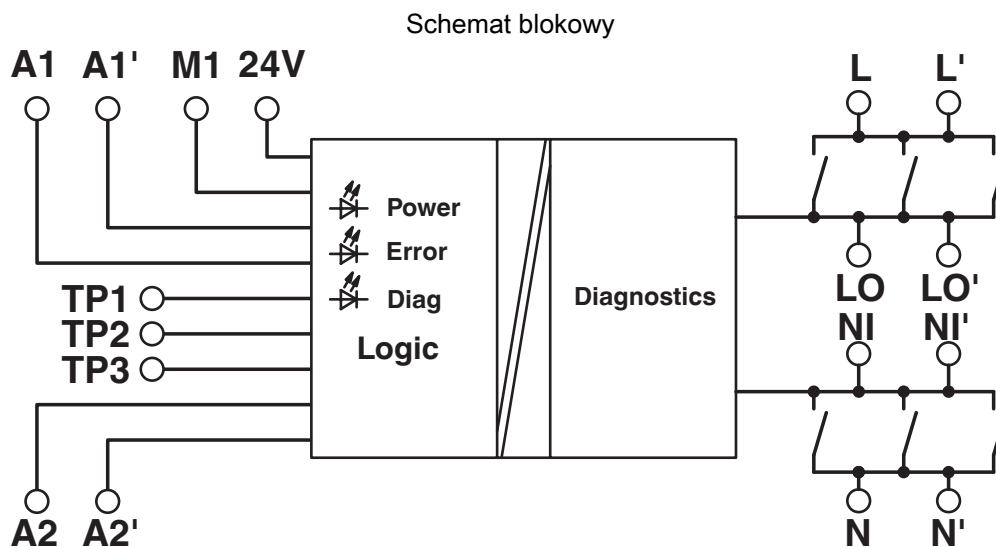 Schemat blokowy
A1 A1' M1 24V
L L'
Power
Error
Diag
Logic
Diagnostics
TP1
TP2
TP3
LO LO'
NI NI'
A2 A2'
N N'